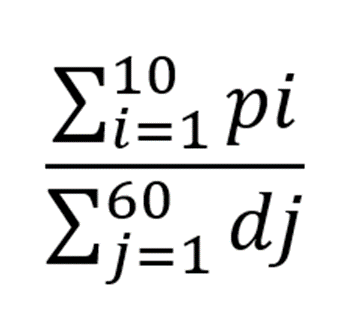 ∑_{i=1}^{10} pi
∑_{j=1}^{60} dj